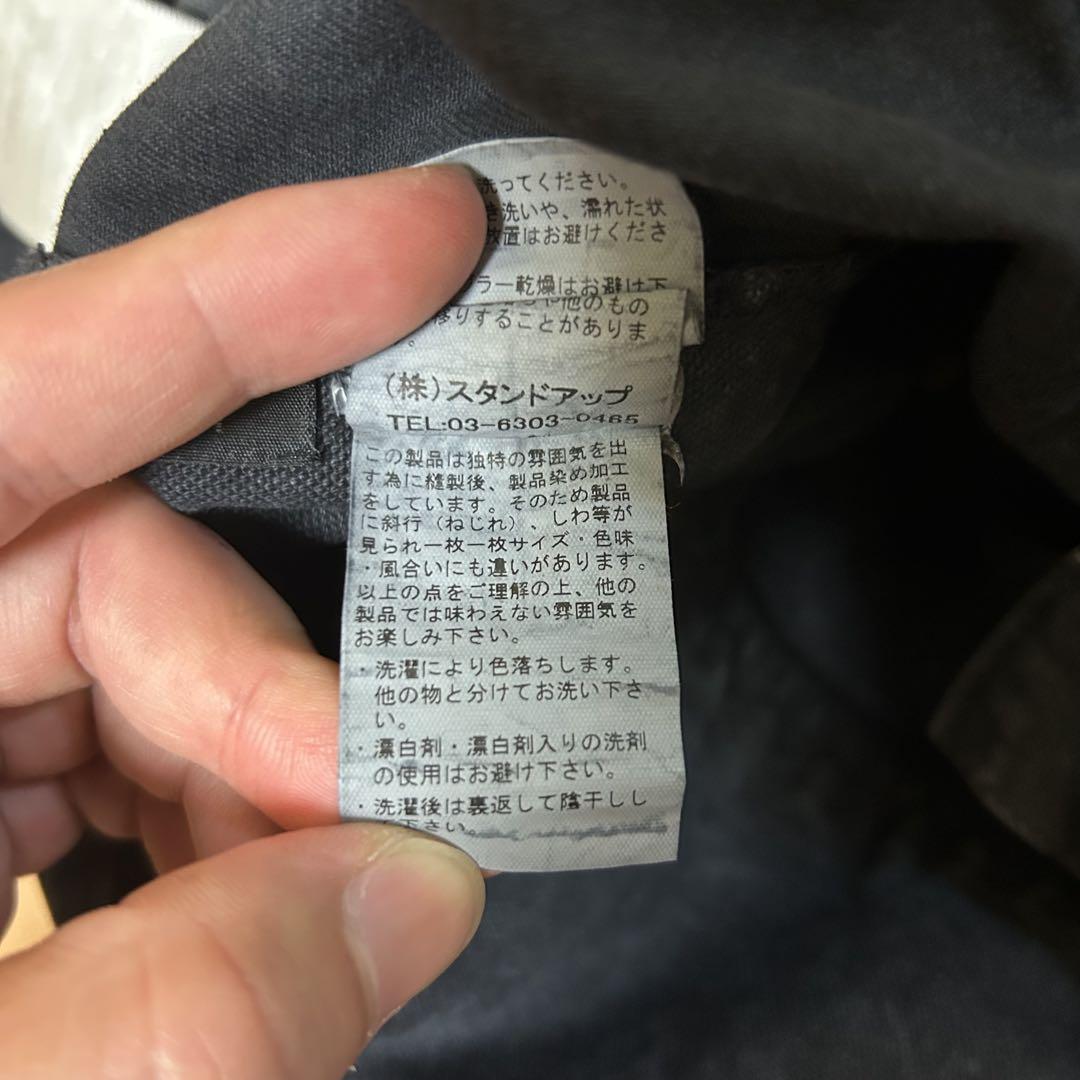 洗ってください。
き洗いや、濡れた状
放置はお避けくださ
ラー乾燥はお避け下
や他のもの
移りすることがありま
。
(株)スタンドアップ
TEL:03-6303-0465
この製品は独特の雰囲気を出
す為に縫製後、製品染め加工
をしています。そのため製品
に斜行（ねじれ）、しわ等が
見られ一枚一枚サイズ・色味
・風合いにも違いがあります。
以上の点をご理解の上、他の
製品では味わえない雰囲気を
お楽しみ下さい。
・洗濯により色落ちします。
他の物と分けてお洗い下さ
い。
・漂白剤・漂白剤入りの洗剤
の使用はお避け下さい。
・洗濯後は裏返して陰干しし
下さい。